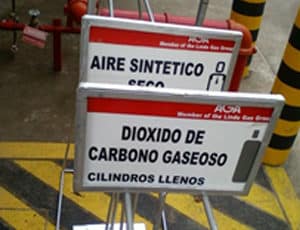 AGA
Member of the Linde Gas Group
AIRE SINTETICO
SECO
AGA
Member of the Linde Gas Group
DIOXIDO DE
CARBONO GASEOSO
CILINDROS LLENOS